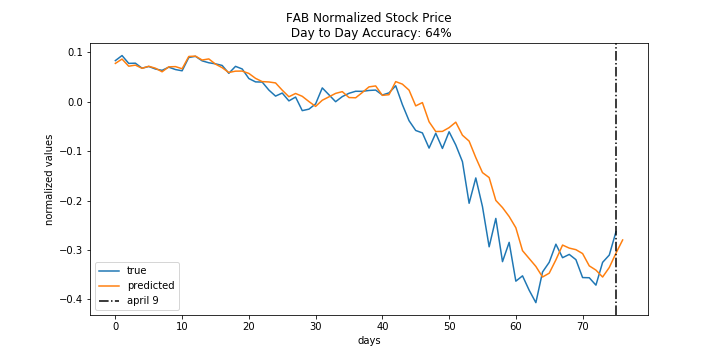 FAB Normalized Stock Price
Day to Day Accuracy: 64%
normalized values
0.1
0.0
−0.1
−0.2
−0.3
−0.4
true
predicted
april 9
0 10 20 30 40 50 60 70
days